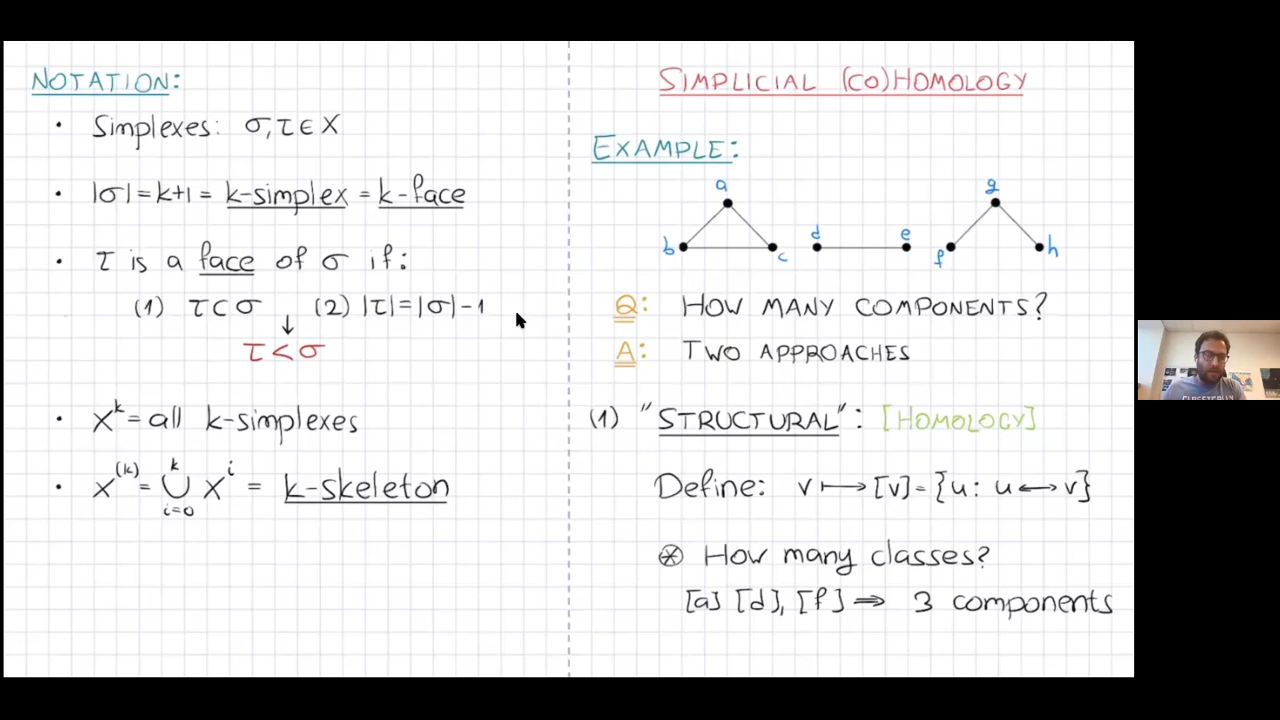 NOTATION:
· Simplexes: σ, τ ∈ X
· |σ| = k+1 = k-simplex = k-face
· τ is a face of σ if:
(1) τ ⊂ σ (2) |τ| = |σ| - 1
↓
τ < σ
· X^k = all k-simplexes
· X^(k) = ∪_{i=0}^{k} X^i = k-skeleton
SIMPLICIAL (CO)HOMOLOGY
EXAMPLE:
a
b
c
d
e
f
g
h
Q: HOW MANY COMPONENTS?
A: TWO APPROACHES
(1) "STRUCTURAL": [HOMOLOGY]
Define: v ⟼ [v] = {u: u ⟷ v}
⊛ How many classes?
[a] [d], [f] ⇒ 3 components